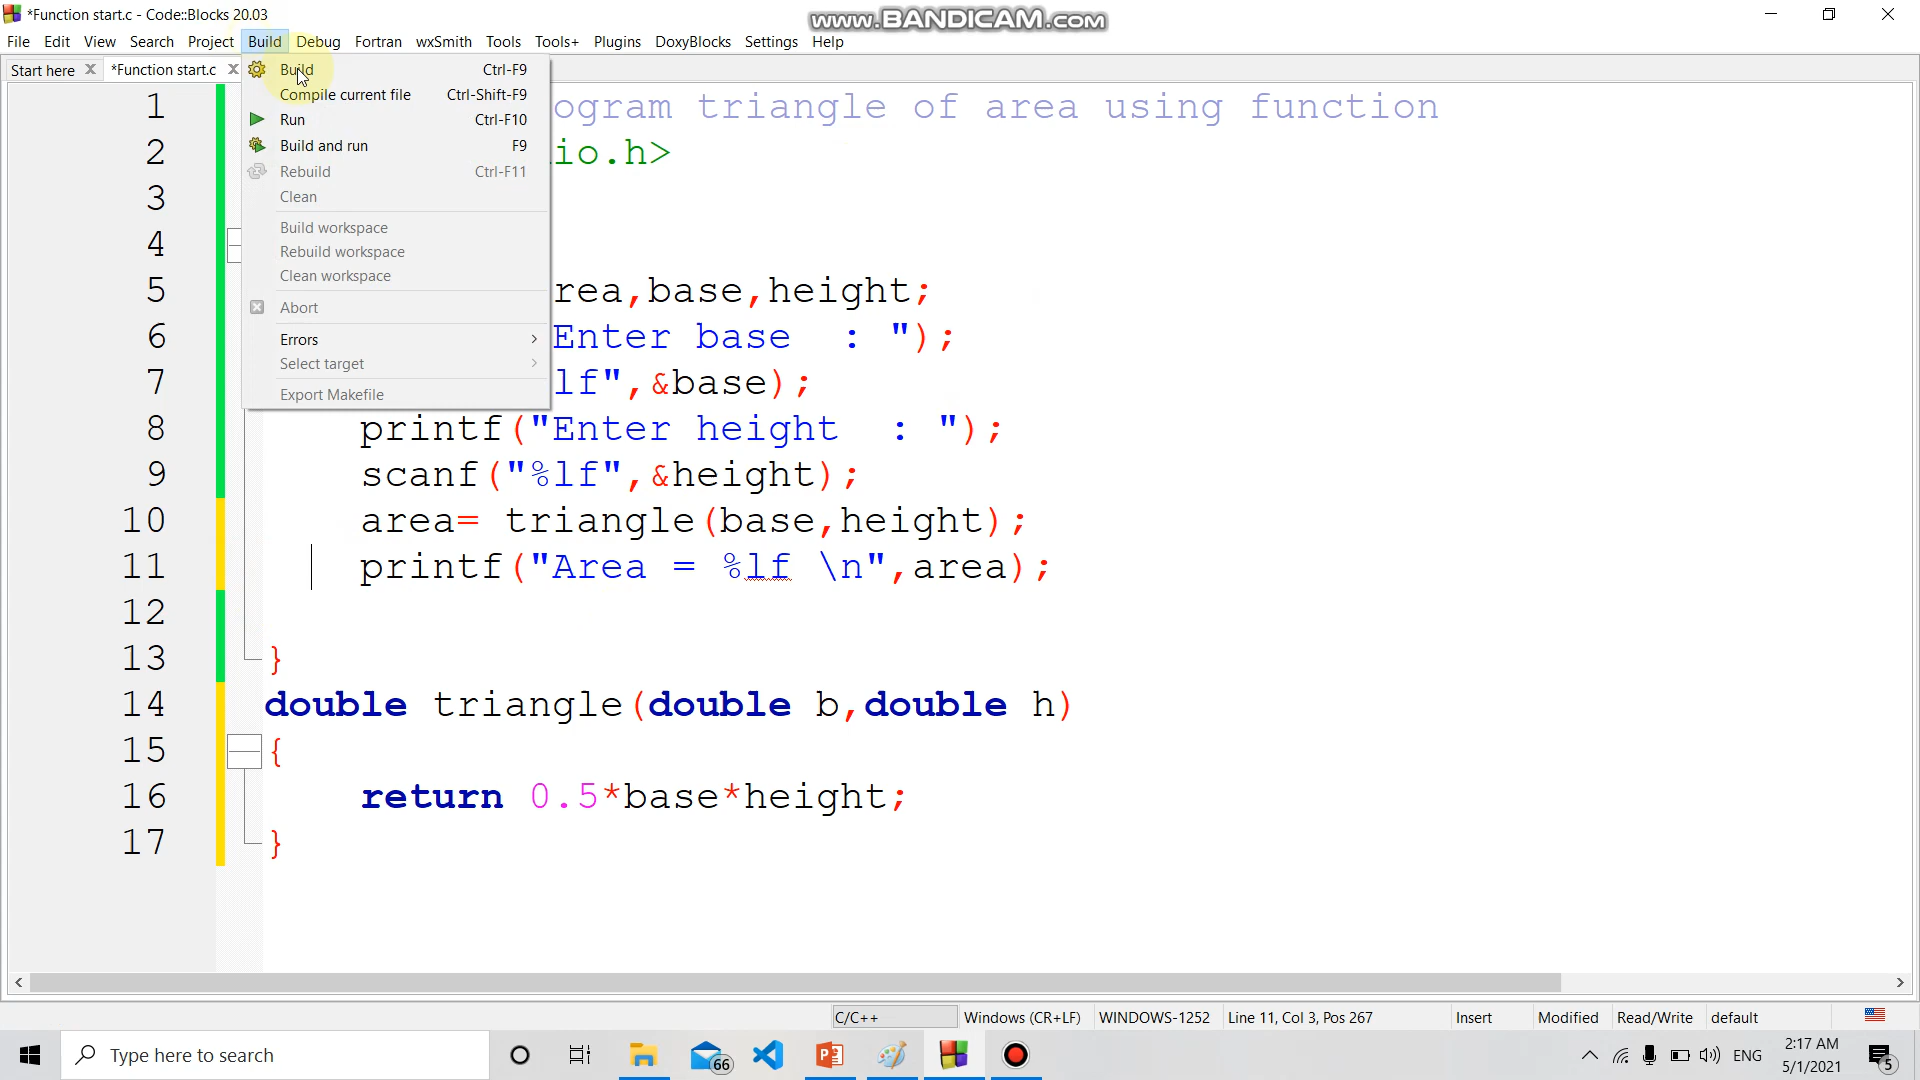 *Function start.c - Code::Blocks 20.03
www.BANDICAM.com
File Edit View Search Project Build Debug Fortran wxSmith Tools Tools+ Plugins DoxyBlocks Settings Help
Start here *Function start.c
Build Ctrl-F9
Compile current file Ctrl-Shift-F9
Run Ctrl-F10
Build and run F9
Rebuild Ctrl-F11
Clean
Build workspace
Rebuild workspace
Clean workspace
Abort
Errors
Select target
Export Makefile
1 ogram triangle of area using function
2 io.h>
3
4
5 rea,base,height;
6 Enter base : ");
7 lf",&base);
8 printf("Enter height : ");
9 scanf("%lf",&height);
10 area= triangle(base,height);
11 printf("Area = %lf \n",area);
12
13 }
14 double triangle(double b,double h)
15 {
16 return 0.5*base*height;
17 }
C/C++ Windows (CR+LF) WINDOWS-1252 Line 11, Col 3, Pos 267 Insert Modified Read/Write default
Type here to search
66
ENG
2:17 AM
5/1/2021
5